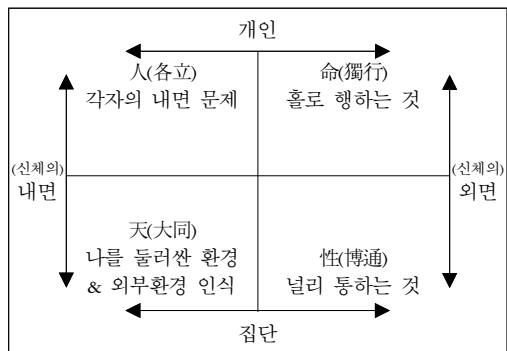 개인
人(各立)
각자의 내면 문제
命(獨行)
홀로 행하는 것
(신체의)
내면
(신체의)
외면
天(大同)
나를 둘러싼 환경
& 외부환경 인식
性(博通)
널리 통하는 것
집단